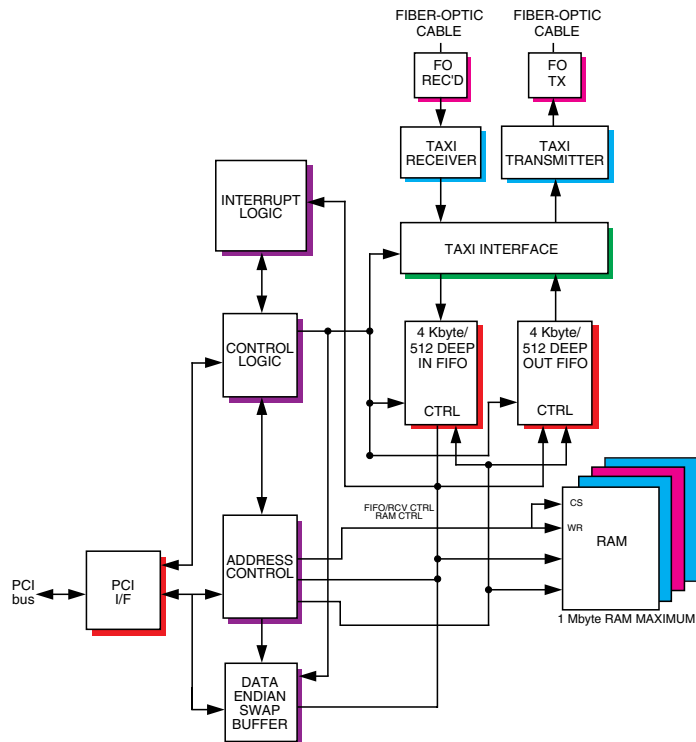 FIBER-OPTIC
CABLE
FIBER-OPTIC
CABLE
FO
REC'D
FO
TX
TAXI
RECEIVER
TAXI
TRANSMITTER
INTERRUPT
LOGIC
TAXI INTERFACE
CONTROL
LOGIC
4 Kbyte/
512 DEEP
IN FIFO
CTRL
4 Kbyte/
512 DEEP
OUT FIFO
CTRL
FIFO/RCV CTRL
RAM CTRL
CS
WR
RAM
ADDRESS
CONTROL
PCI
bus
PCI
I/F
1 Mbyte RAM MAXIMUM
DATA
ENDIAN
SWAP
BUFFER